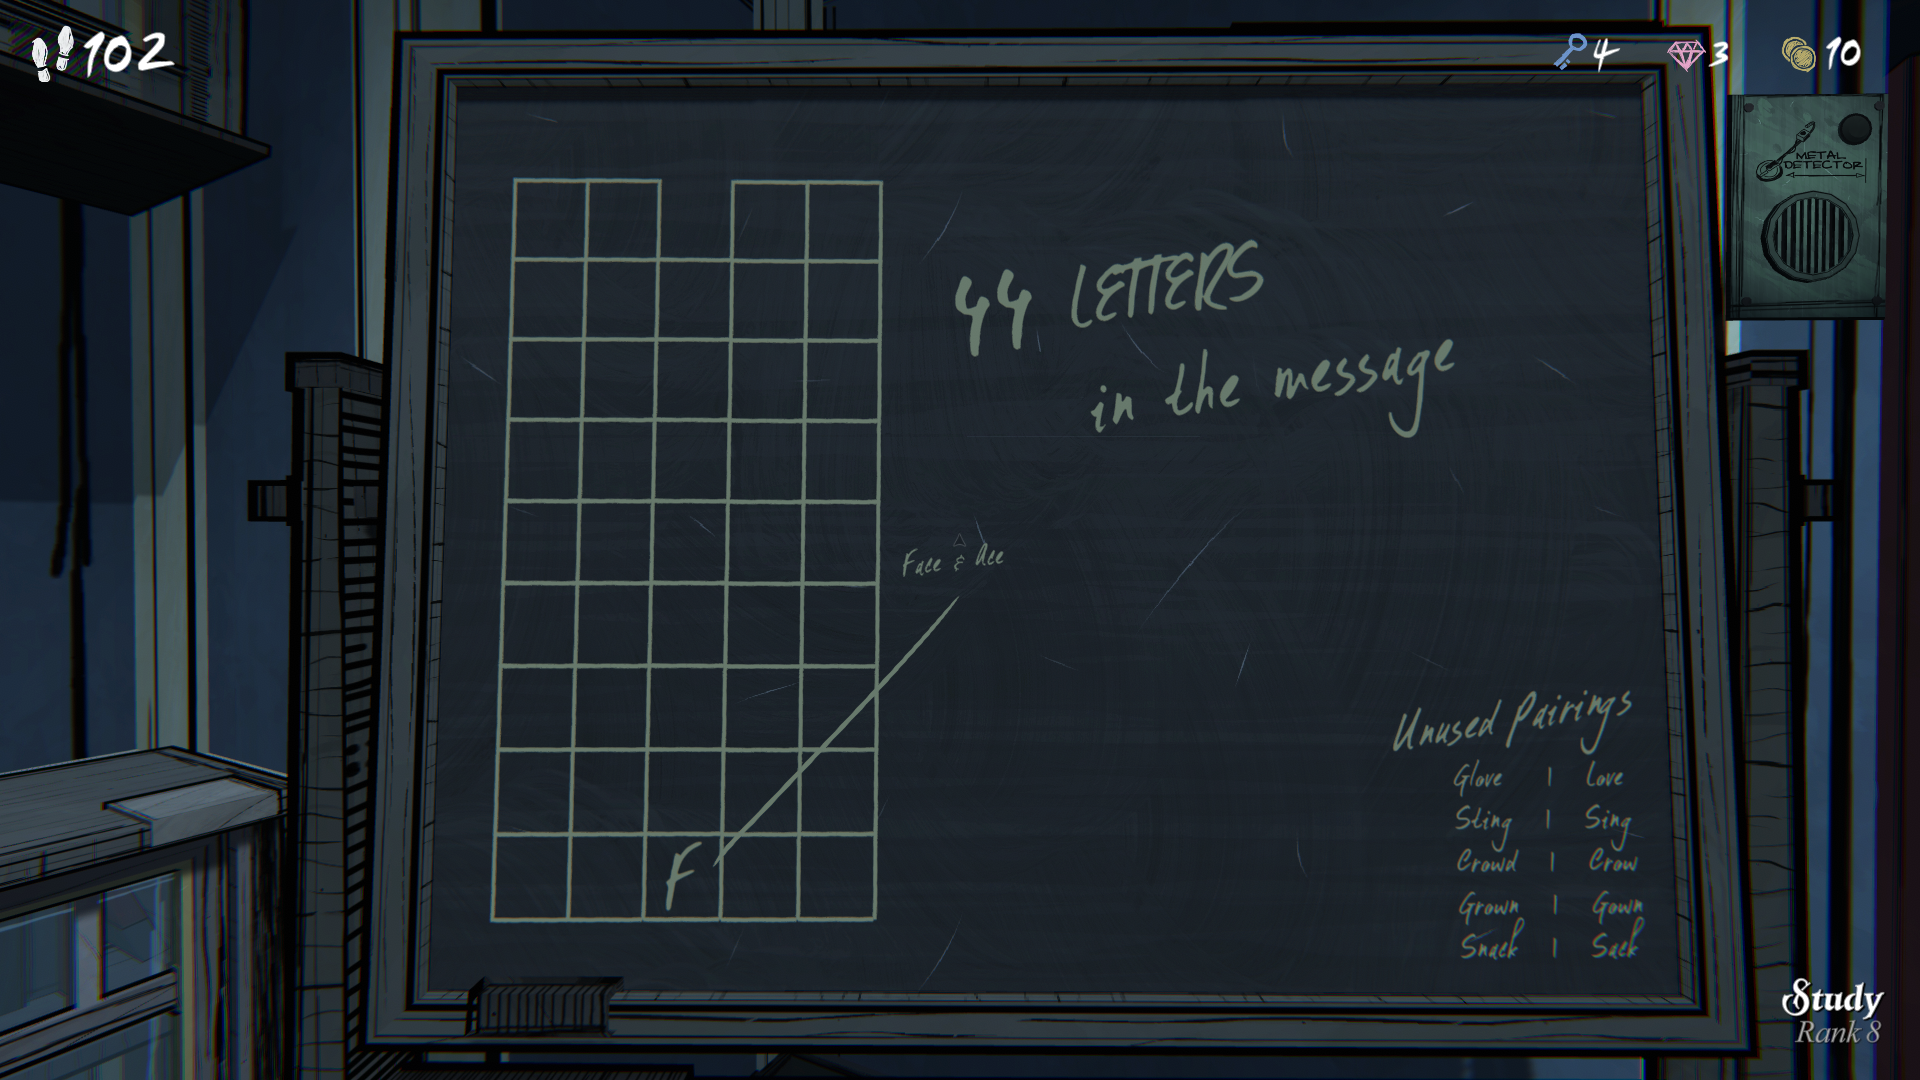 102
4
3
10
METAL
DETECTOR
44 LETTERS
in the message
Face & Ace
F
Unused Pairings
Glove | Love
Sting | Sing
Crowd | Crow
Grown | Gown
Snack | Sack
Study
Rank 8